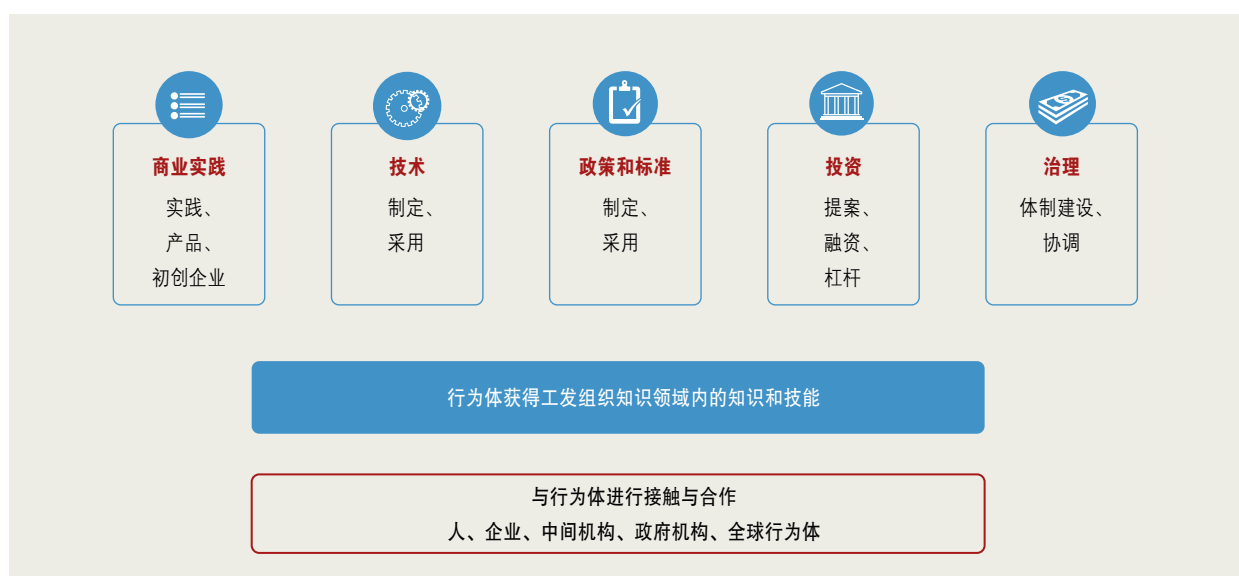 商业实践
实践、
产品、
初创企业
技术
制定、
采用
政策和标准
制定、
采用
投资
提案、
融资、
杠杆
治理
体制建设、
协调
行为体获得工发组织知识领域内的知识和技能
与行为体进行接触与合作
人、企业、中间机构、政府机构、全球行为体